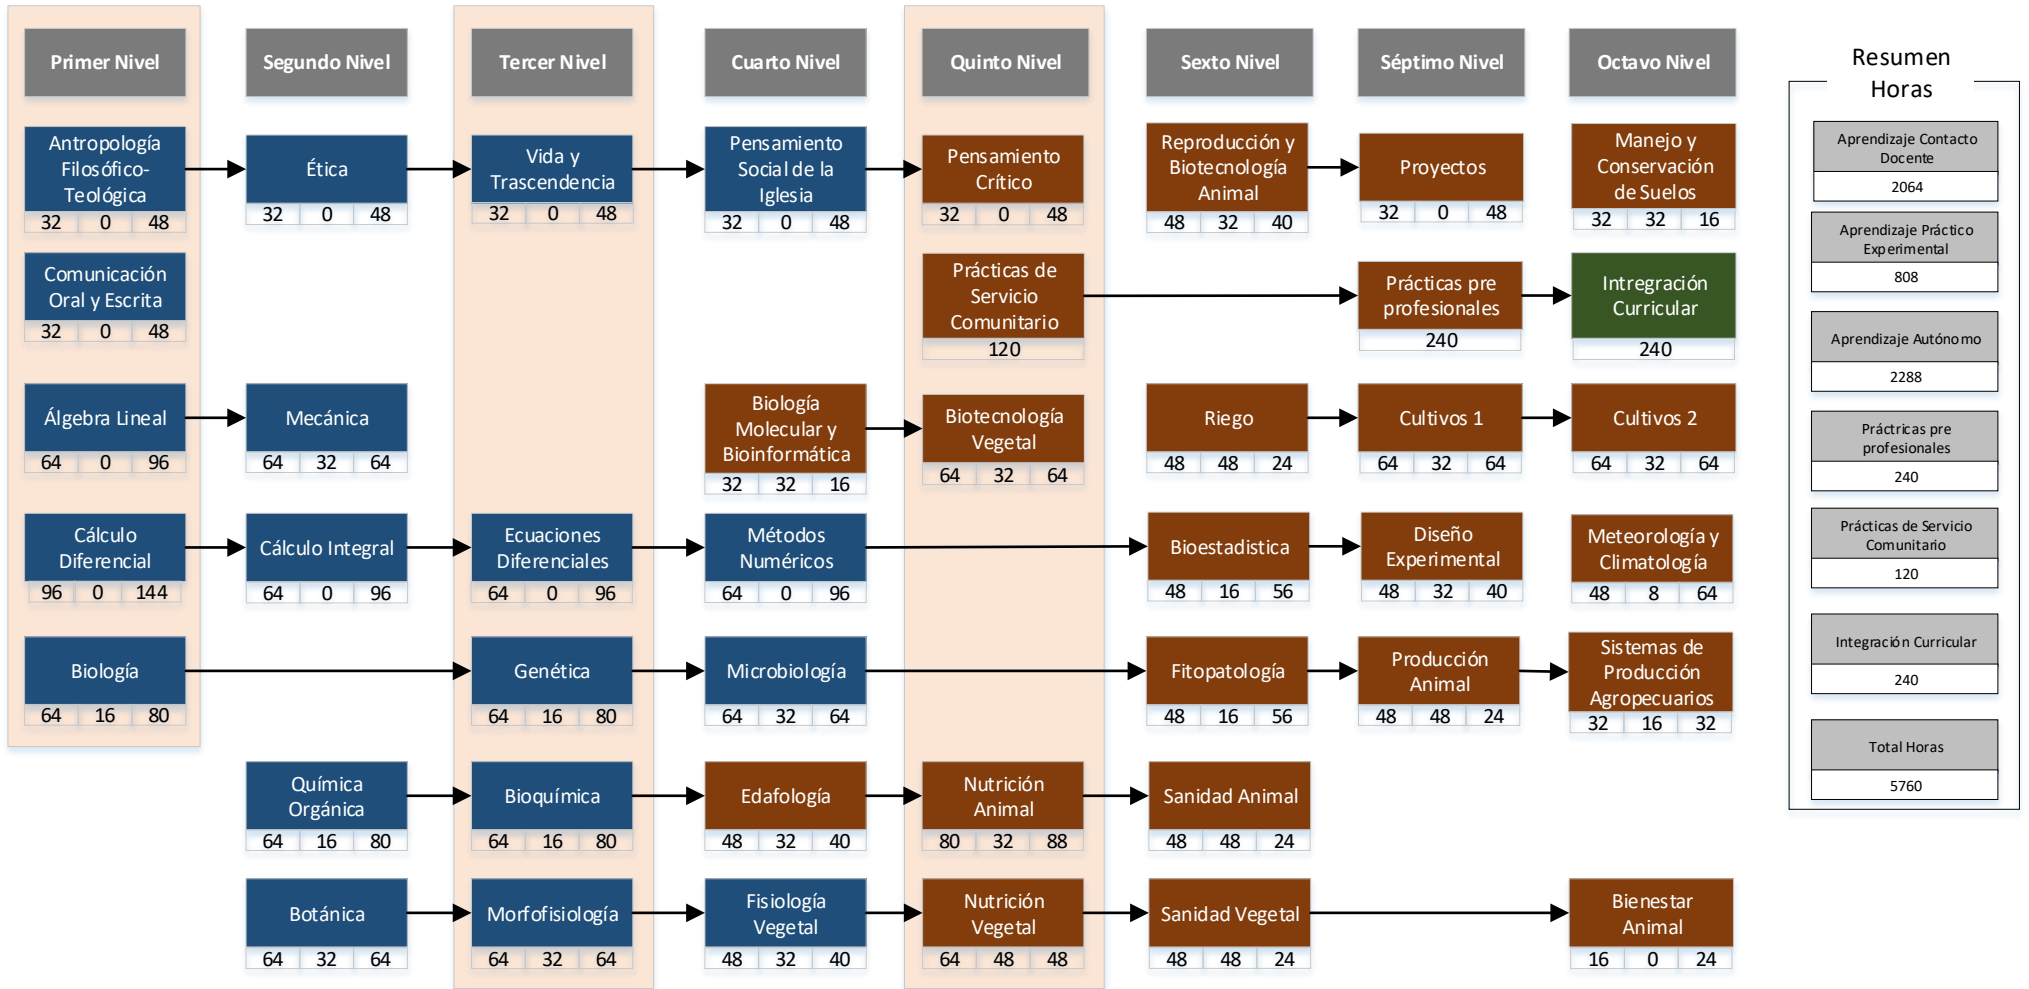 Primer Nivel
Segundo Nivel
Tercer Nivel
Cuarto Nivel
Quinto Nivel
Sexto Nivel
Séptimo Nivel
Octavo Nivel
Antropología
Filosófico-
Teológica
32 0 48
Ética
32 0 48
Vida y
Trascendencia
32 0 48
Pensamiento
Social de la
Iglesia
32 0 48
Pensamiento
Crítico
32 0 48
Reproducción y
Biotecnología
Animal
48 32 40
Proyectos
32 0 48
Manejo y
Conservación
de Suelos
32 32 16
Comunicación
Oral y Escrita
32 0 48
Prácticas de
Servicio
Comunitario
120
Prácticas pre
profesionales
240
Intregración
Curricular
240
Álgebra Lineal
64 0 96
Mecánica
64 32 64
Biología
Molecular y
Bioinformática
32 32 16
Biotecnología
Vegetal
64 32 64
Riego
48 48 24
Cultivos 1
64 32 64
Cultivos 2
64 32 64
Cálculo
Diferencial
96 0 144
Cálculo Integral
64 0 96
Ecuaciones
Diferenciales
64 0 96
Métodos
Numéricos
64 0 96
Bioestadistica
48 16 56
Diseño
Experimental
48 32 40
Meteorología y
Climatología
48 8 64
Biología
64 16 80
Genética
64 16 80
Microbiología
64 32 64
Fitopatología
48 16 56
Producción
Animal
48 48 24
Sistemas de
Producción
Agropecuarios
32 16 32
Química
Orgánica
64 16 80
Bioquímica
64 16 80
Edafología
48 32 40
Nutrición
Animal
80 32 88
Sanidad Animal
48 48 24
Botánica
64 32 64
Morfofisiología
64 32 64
Fisiología
Vegetal
48 32 40
Nutrición
Vegetal
64 48 48
Sanidad Vegetal
48 48 24
Bienestar
Animal
16 0 24
Resumen
Horas
Aprendizaje Contacto
Docente
2064
Aprendizaje Práctico
Experimental
808
Aprendizaje Autónomo
2288
Práctricas pre
profesionales
240
Prácticas de Servicio
Comunitario
120
Integración Curricular
240
Total Horas
5760